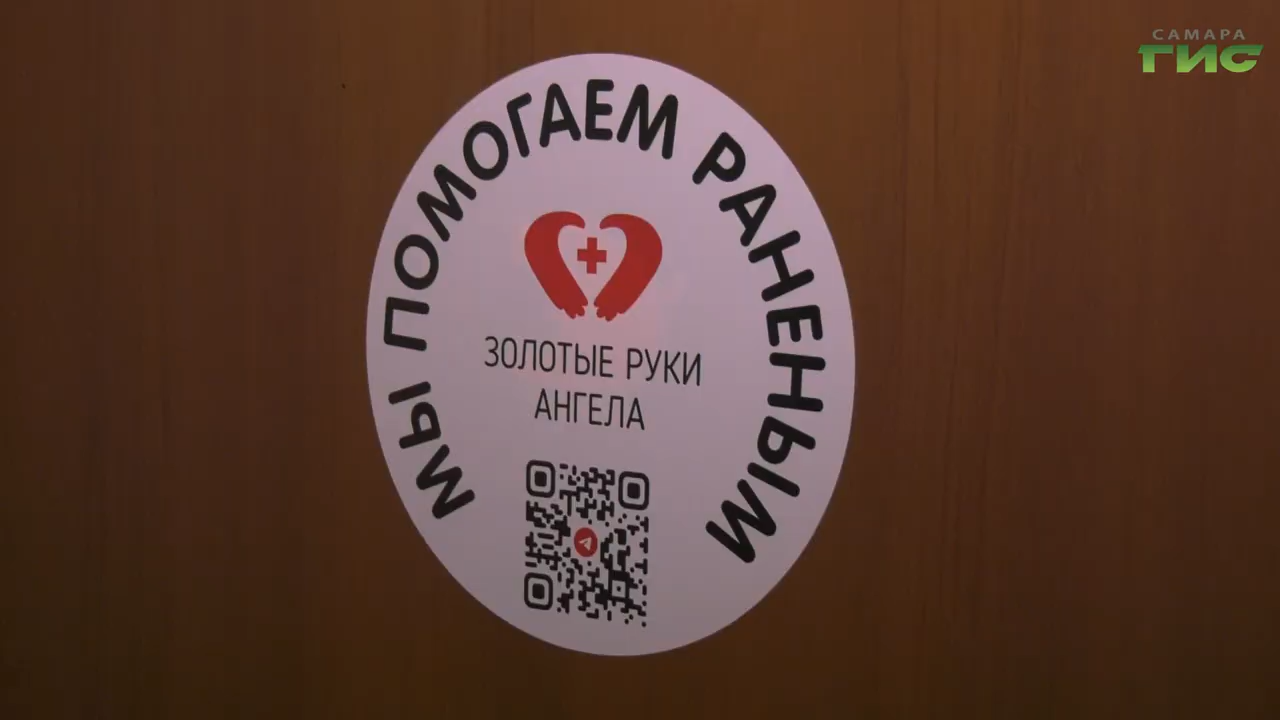 САМАРА
ГИС
МЫ ПОМОГАЕМ РАНЕНЫМ
ЗОЛОТЫЕ РУКИ
АНГЕЛА